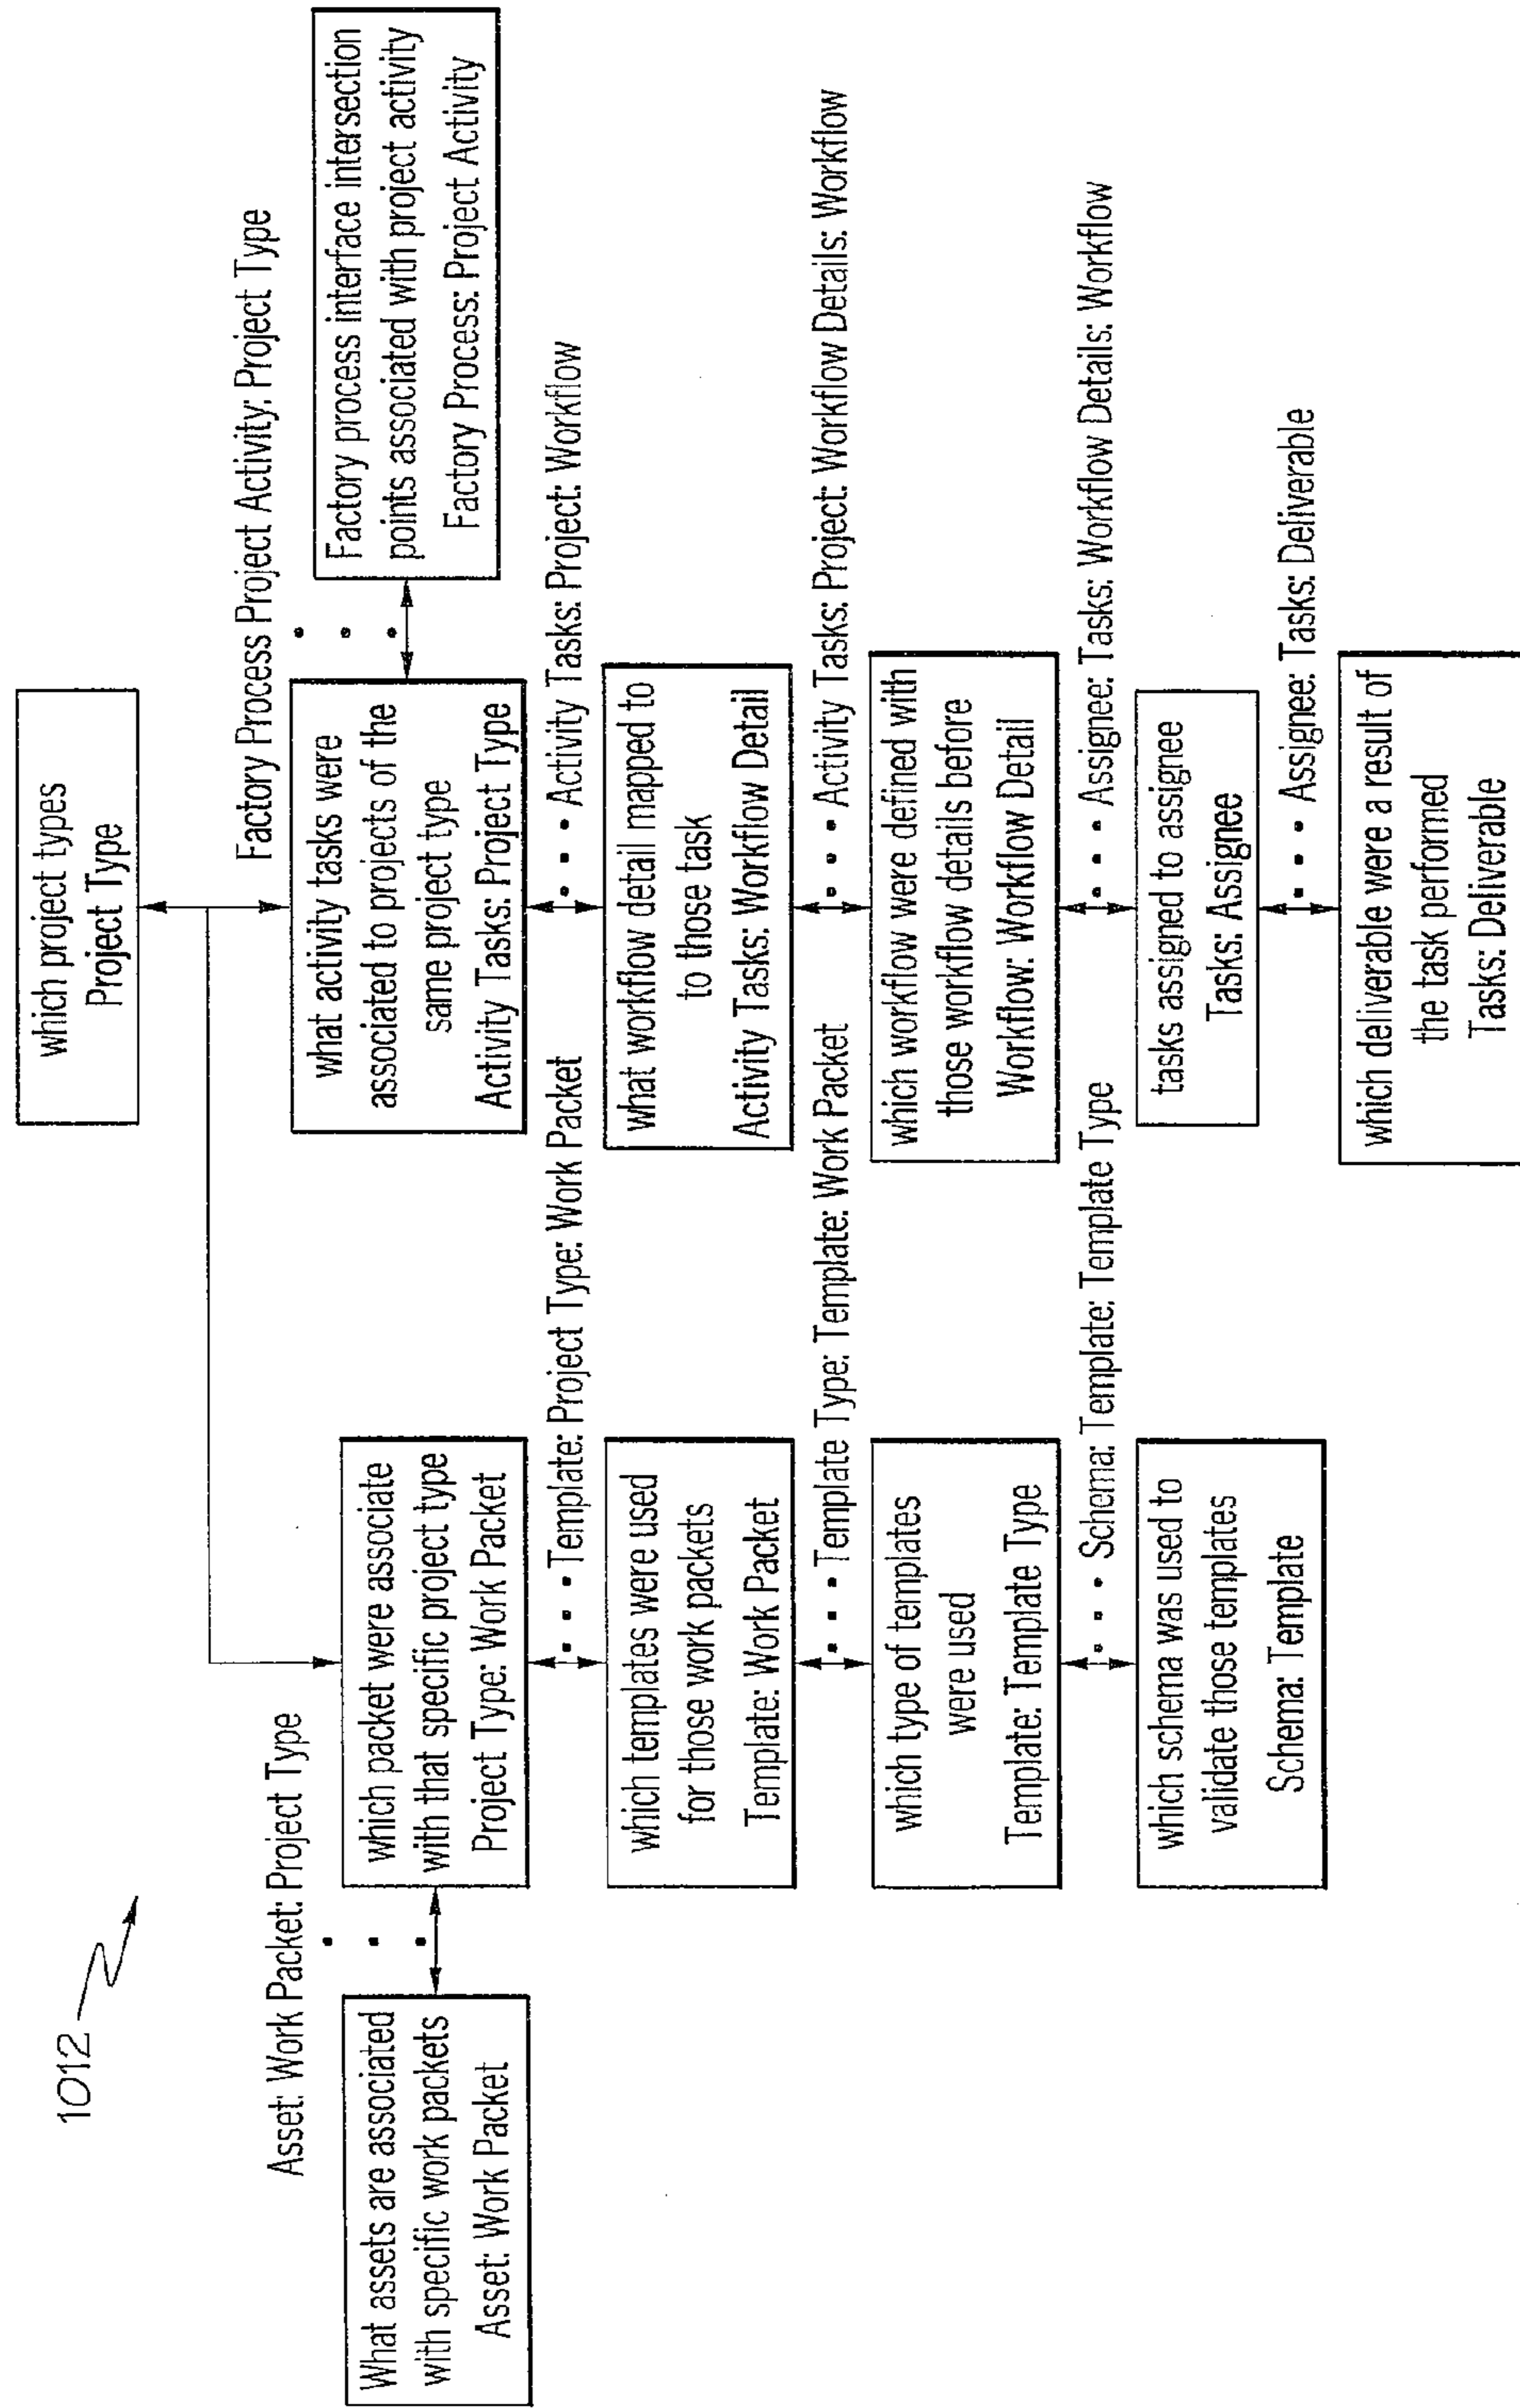 1012
which project types
Project Type
Asset: Work Packet: Project Type
Factory Process Project Activity: Project Type
What assets are associated
with specific work packets
Asset: Work Packet
which packet were associate
with that specific project type
Project Type: Work Packet
what activity tasks were
associated to projects of the
same project type
Activity Tasks: Project Type
Factory process interface intersection
points associated with project activity
Factory Process: Project Activity
Template: Project Type: Work Packet
Activity Tasks: Project: Workflow
which templates were used
for those work packets
Template: Work Packet
what workflow detail mapped to
to those task
Activity Tasks: Workflow Detail
Template Type: Template: Work Packet
Activity Tasks: Project: Workflow Details: Workflow
which type of templates
were used
Template: Template Type
which workflow were defined with
those workflow details before
Workflow: Workflow Detail
Schema: Template: Template Type
Assignee: Tasks: Workflow Details: Workflow
which schema was used to
validate those templates
Schema: Template
tasks assigned to assignee
Tasks: Assignee
Assignee: Tasks: Deliverable
which deliverable were a result of
the task performed
Tasks: Deliverable